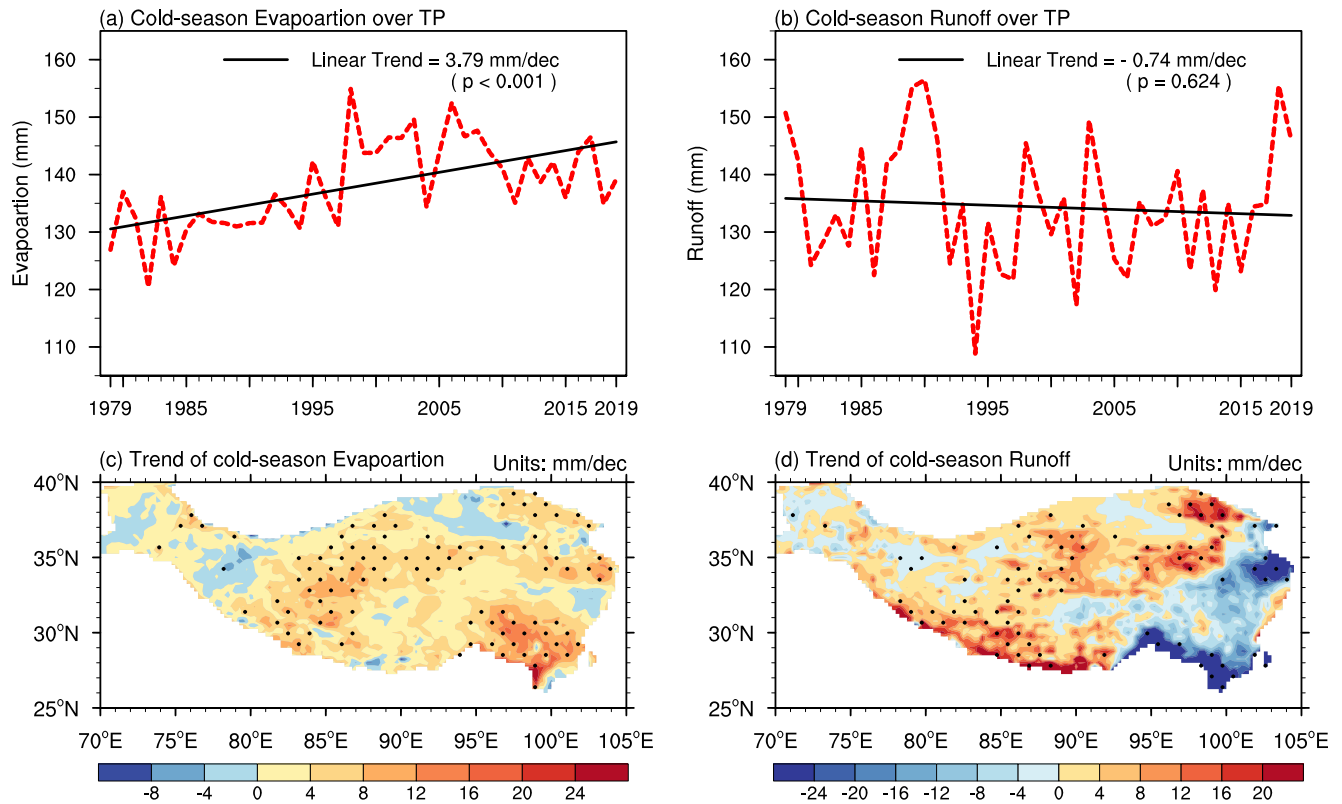 (a) Cold-season Evapoartion over TP
160
150
140
130
120
110
Evapoartion (mm)
Linear Trend = 3.79 mm/dec
( p < 0.001 )
1979 1985 1995 2005 2015 2019
(b) Cold-season Runoff over TP
160
150
140
130
120
110
Runoff (mm)
Linear Trend = - 0.74 mm/dec
( p = 0.624 )
1979 1985 1995 2005 2015 2019
(c) Trend of cold-season Evapoartion Units: mm/dec
40°N
35°N
30°N
25°N
70°E 75°E 80°E 85°E 90°E 95°E 100°E 105°E
-8 -4 0 4 8 12 16 20 24
(d) Trend of cold-season Runoff Units: mm/dec
40°N
35°N
30°N
25°N
70°E 75°E 80°E 85°E 90°E 95°E 100°E 105°E
-24 -20 -16 -12 -8 -4 0 4 8 12 16 20